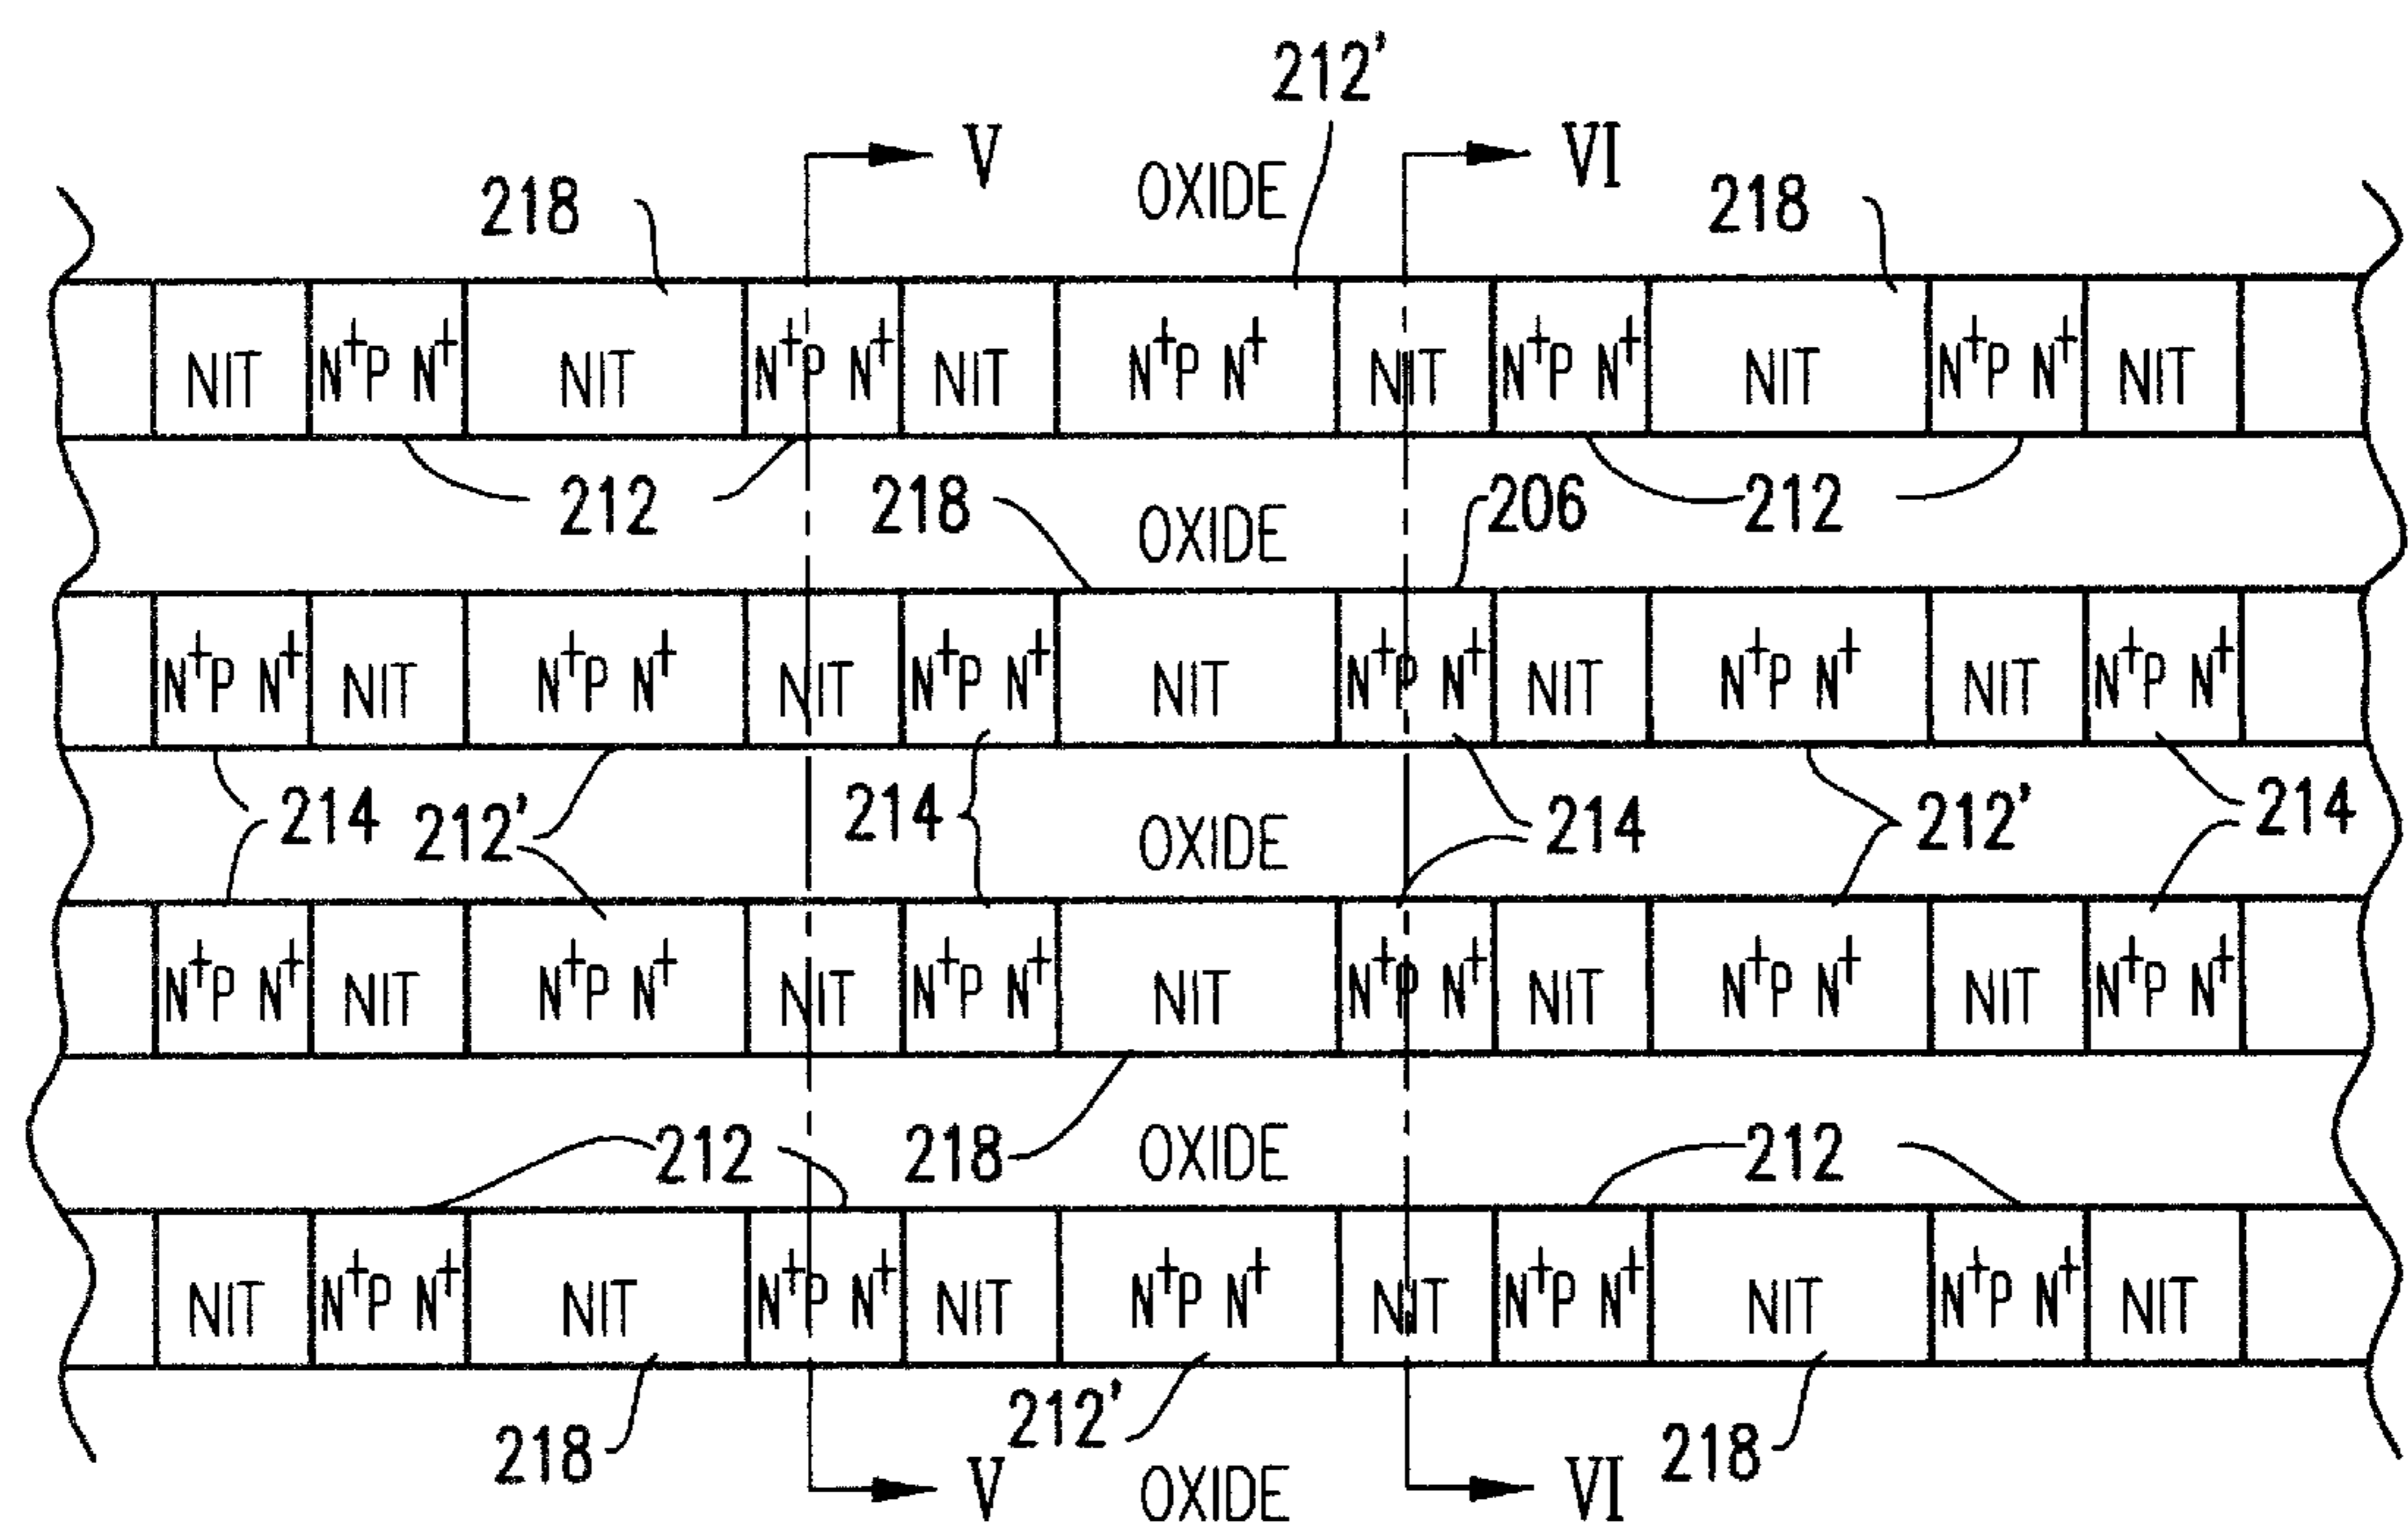 212'
V OXIDE VI
218 218
NIT N+P N+ NIT N+P N+ NIT N+P N+ NIT N+P N+ NIT N+P N+ NIT
212 218 OXIDE 206 212
N+P N+ NIT N+P N+ NIT N+P N+ NIT N+P N+ NIT N+P N+ NIT N+P N+
214 212' 214 OXIDE 214 212' 214
N+P N+ NIT N+P N+ NIT N+P N+ NIT N+P N+ NIT N+P N+ NIT N+P N+
212 218 OXIDE 212
NIT N+P N+ NIT N+P N+ NIT N+P N+ NIT N+P N+ NIT N+P N+ NIT
218 212' 218
V OXIDE VI